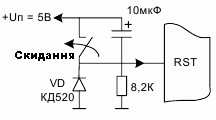 +Uп = 5В
10мкФ
+
Скидання
RST
VD
КД520
8,2К